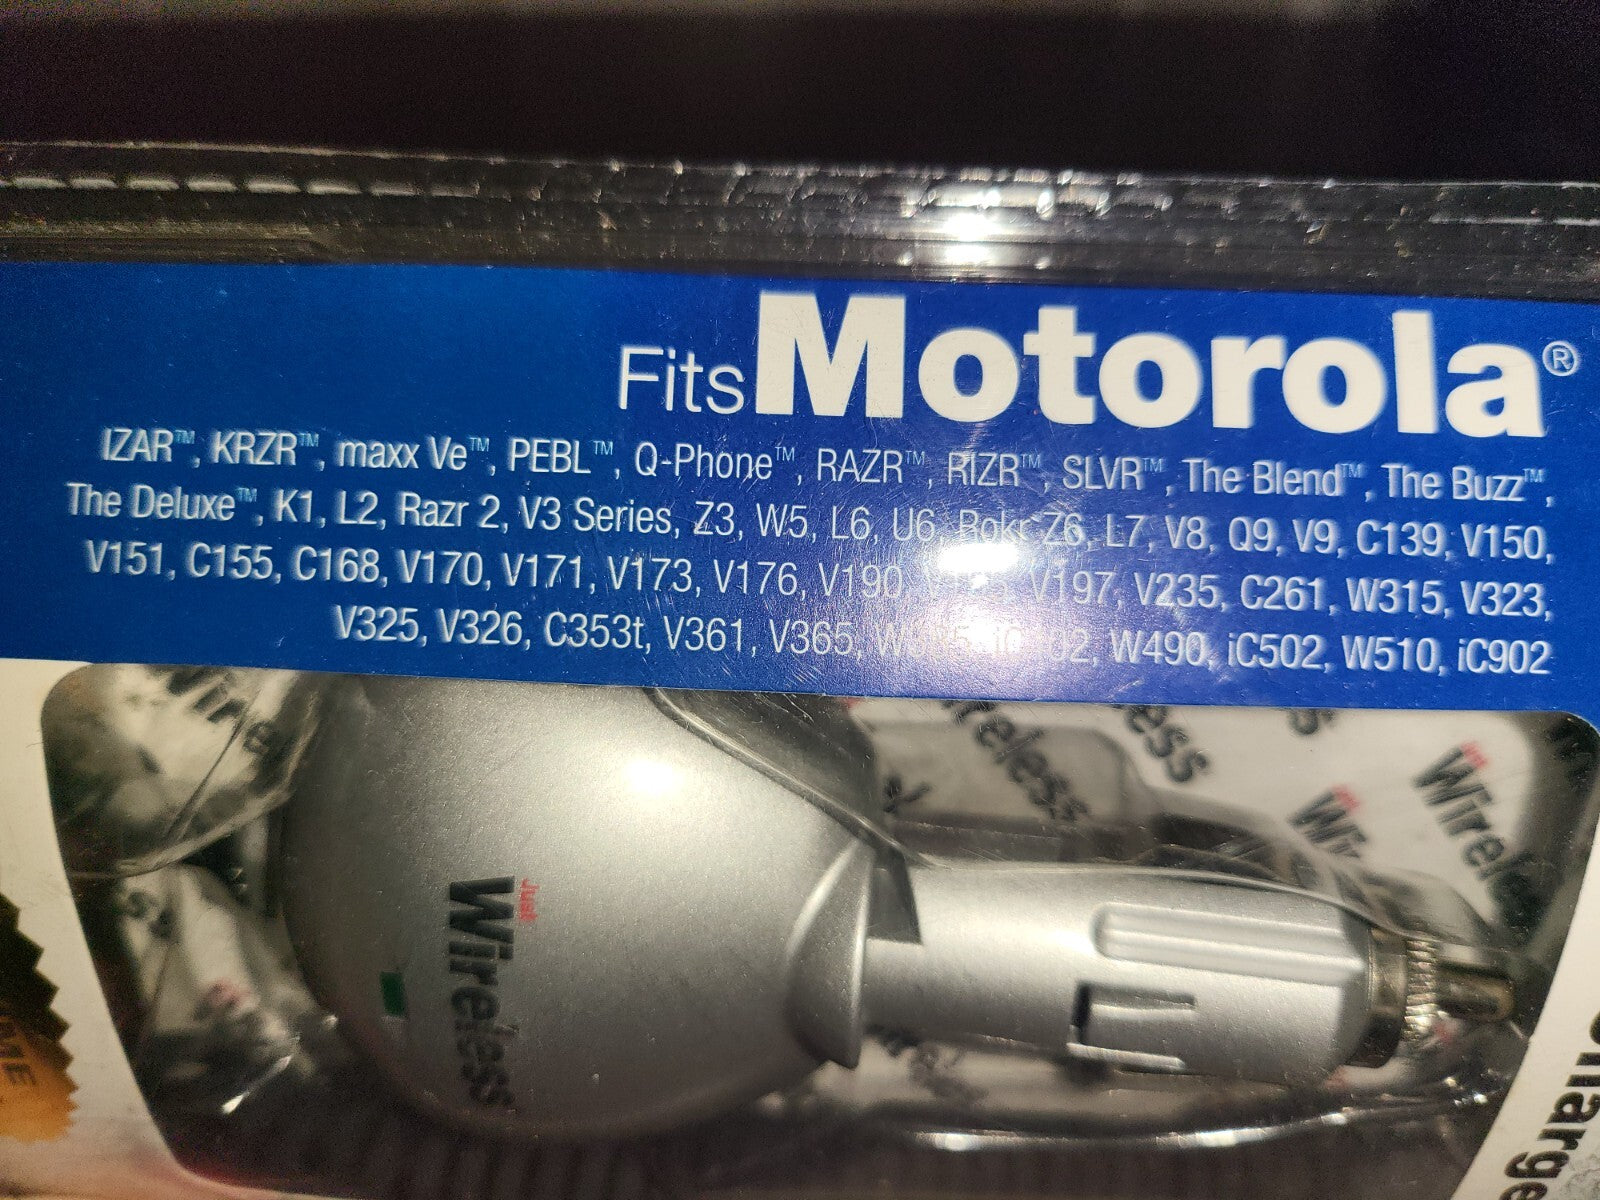 Fits Motorola®
IZAR™, KRZR™, maxx Ve™, PEBL™, Q-Phone™, RAZR™, RIZR™, SLVR™, The Blend™, The Buzz™,
The Deluxe™, K1, L2, Razr 2, V3 Series, Z3, W5, L6, U6, Rokr Z6, L7, V8, Q9, V9, C139, V150,
V151, C155, C168, V170, V171, V173, V176, V190, V197, V235, C261, W315, V323,
V325, V326, C353t, V361, V365, W490, iC502, W510, iC902
Just
Wireless
Wireless